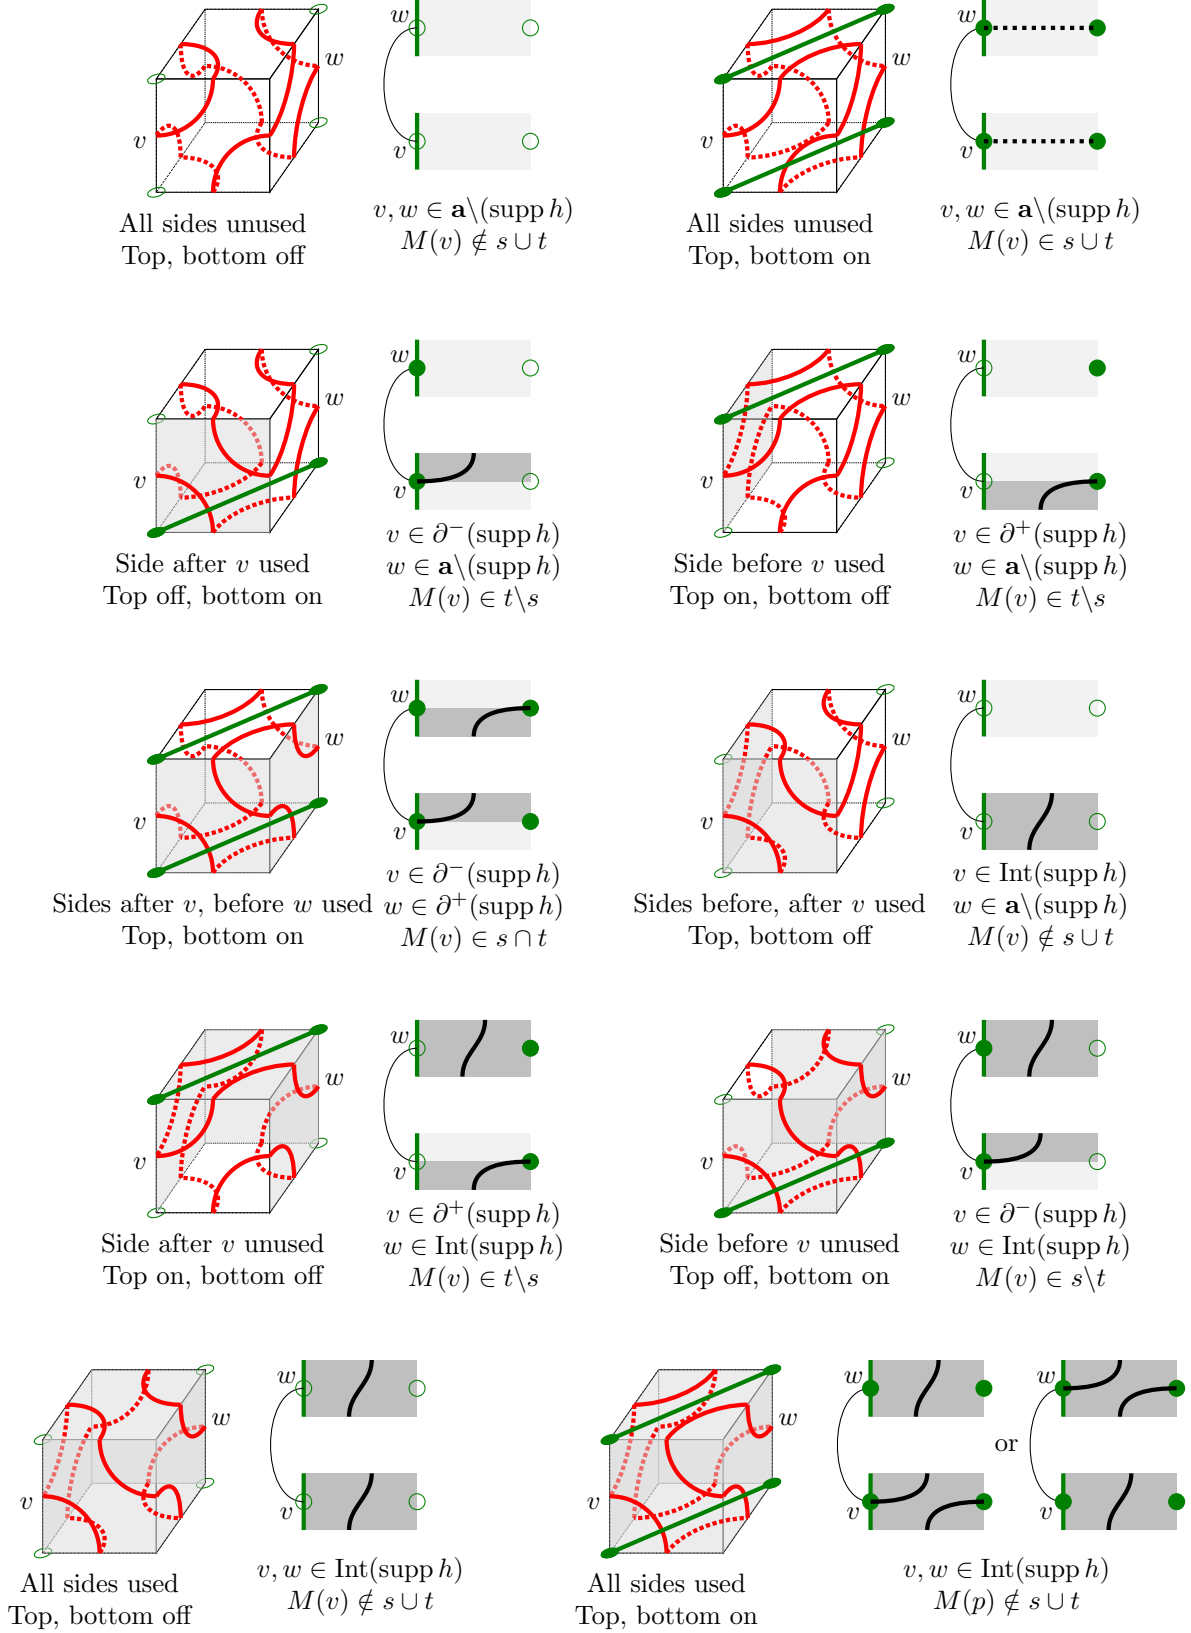 w
w
v
v
All sides unused
Top, bottom off
v, w ∈ a\(supp h)
M(v) ∉ s ∪ t
w
w
v
v
All sides unused
Top, bottom on
v, w ∈ a\(supp h)
M(v) ∈ s ∪ t
w
w
v
v
Side after v used
Top off, bottom on
v ∈ ∂⁻(supp h)
w ∈ a\(supp h)
M(v) ∈ t\s
w
w
v
v
Side before v used
Top on, bottom off
v ∈ ∂⁺(supp h)
w ∈ a\(supp h)
M(v) ∈ t\s
w
w
v
v
Sides after v, before w used
Top, bottom on
v ∈ ∂⁻(supp h)
w ∈ ∂⁺(supp h)
M(v) ∈ s ∩ t
w
w
v
v
Sides before, after v used
Top, bottom off
v ∈ Int(supp h)
w ∈ a\(supp h)
M(v) ∉ s ∪ t
w
w
v
v
Side after v unused
Top on, bottom off
v ∈ ∂⁺(supp h)
w ∈ Int(supp h)
M(v) ∈ t\s
w
w
v
v
Side before v unused
Top off, bottom on
v ∈ ∂⁻(supp h)
w ∈ Int(supp h)
M(v) ∈ s\t
w
w
v
v
All sides used
Top, bottom off
v, w ∈ Int(supp h)
M(v) ∉ s ∪ t
w
w
w
or
v
v
v
All sides used
Top, bottom on
v, w ∈ Int(supp h)
M(p) ∉ s ∪ t